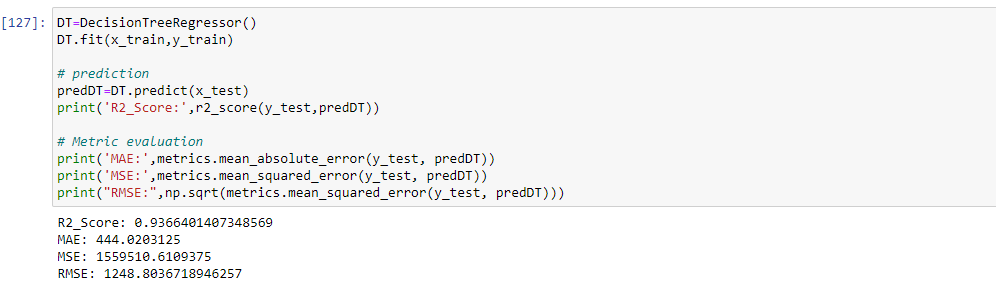 [127]: DT=DecisionTreeRegressor()
DT.fit(x_train,y_train)
# prediction
predDT=DT.predict(x_test)
print('R2_Score:',r2_score(y_test,predDT))
# Metric evaluation
print('MAE:',metrics.mean_absolute_error(y_test, predDT))
print('MSE:',metrics.mean_squared_error(y_test, predDT))
print("RMSE:",np.sqrt(metrics.mean_squared_error(y_test, predDT)))
R2_Score: 0.9366401407348569
MAE: 444.0203125
MSE: 1559510.6109375
RMSE: 1248.8036718946257